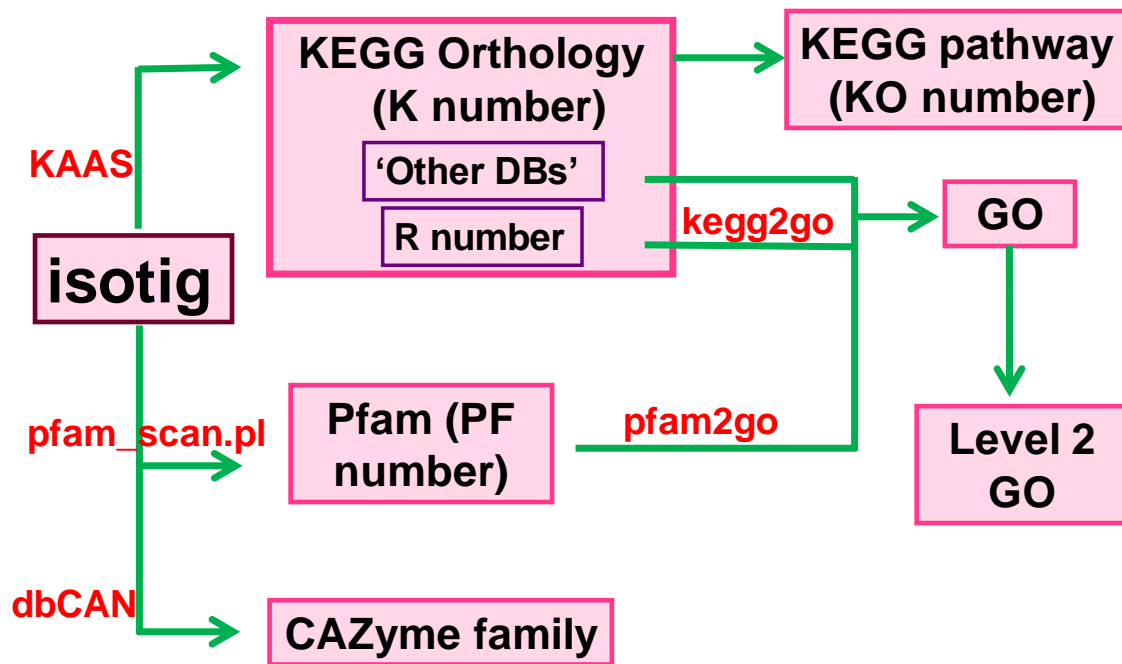 KEGG Orthology
(K number)
KEGG pathway
(KO number)
KAAS
‘Other DBs’
R number
kegg2go
GO
isotig
pfam_scan.pl
Pfam (PF
number)
pfam2go
Level 2
GO
dbCAN
CAZyme family